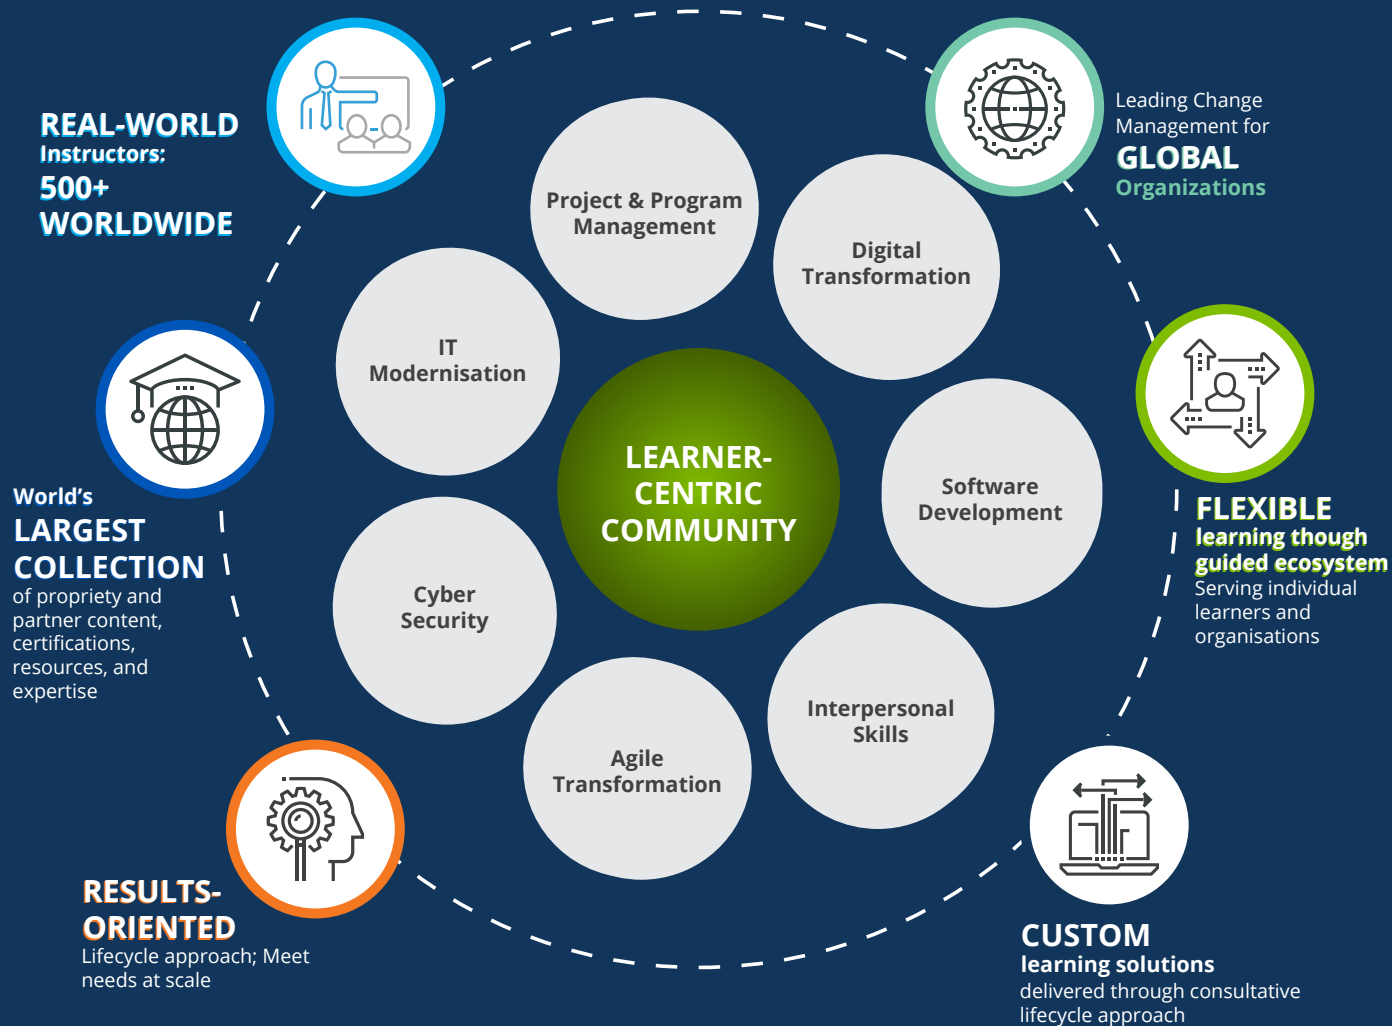 REAL-WORLD
Instructors:
500+
WORLDWIDE
Leading Change
Management for
GLOBAL
Organizations
Project & Program
Management
Digital
Transformation
IT
Modernisation
LEARNER-
CENTRIC
COMMUNITY
Software
Development
World's
LARGEST
COLLECTION
of propriety and
partner content,
certifications,
resources, and
expertise
FLEXIBLE
learning though
guided ecosystem
Serving individual
learners and
organisations
Cyber
Security
Interpersonal
Skills
Agile
Transformation
RESULTS-
ORIENTED
Lifecycle approach; Meet
needs at scale
CUSTOM
learning solutions
delivered through consultative
lifecycle approach